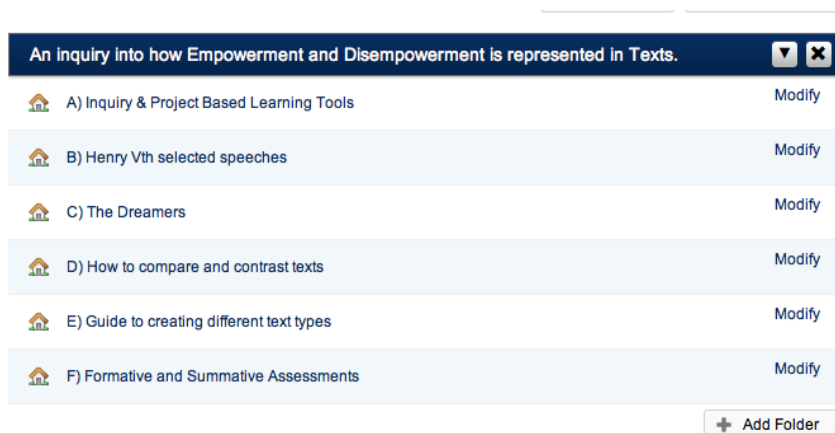 An inquiry into how Empowerment and Disempowerment is represented in Texts.
A) Inquiry & Project Based Learning Tools Modify
B) Henry Vth selected speeches Modify
C) The Dreamers Modify
D) How to compare and contrast texts Modify
E) Guide to creating different text types Modify
F) Formative and Summative Assessments Modify
Add Folder